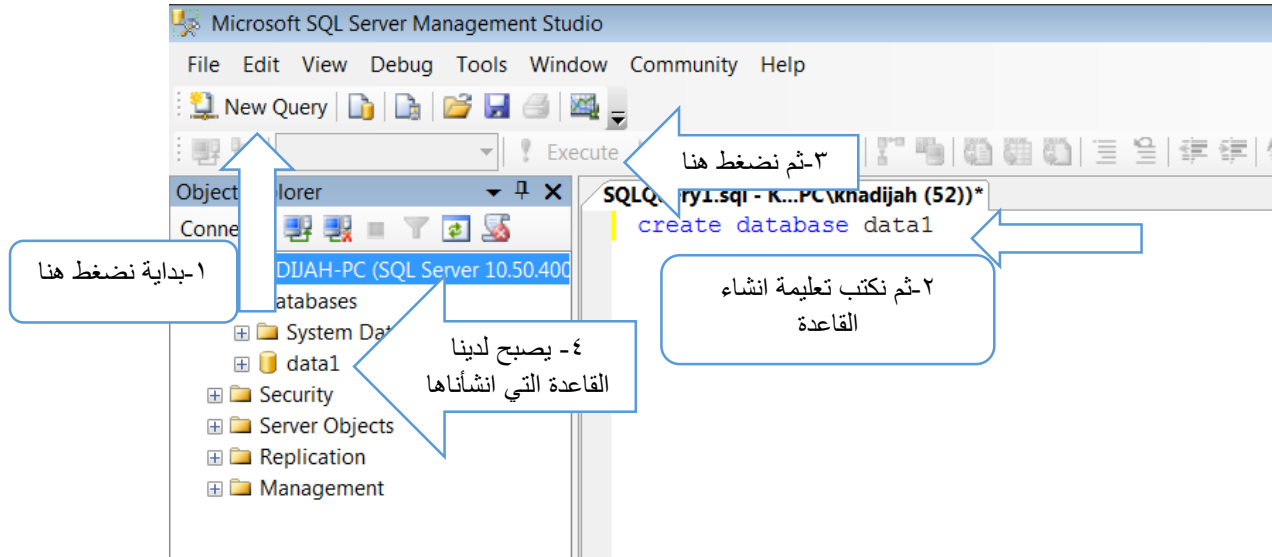 Microsoft SQL Server Management Studio
File Edit View Debug Tools Window Community Help
New Query
Execute
٣-ثم نضغط هنا
Object lorer
SQLQ ry1.sql - K...PC\khadijah (52))*
Conne
create database data1
١-بداية نضغط هنا
DIJAH-PC (SQL Server 10.50.400
٢-ثم نكتب تعليمة انشاء
القاعدة
atabases
System Dat
٤- يصبح لدينا
القاعدة التي انشأناها
data1
Security
Server Objects
Replication
Management